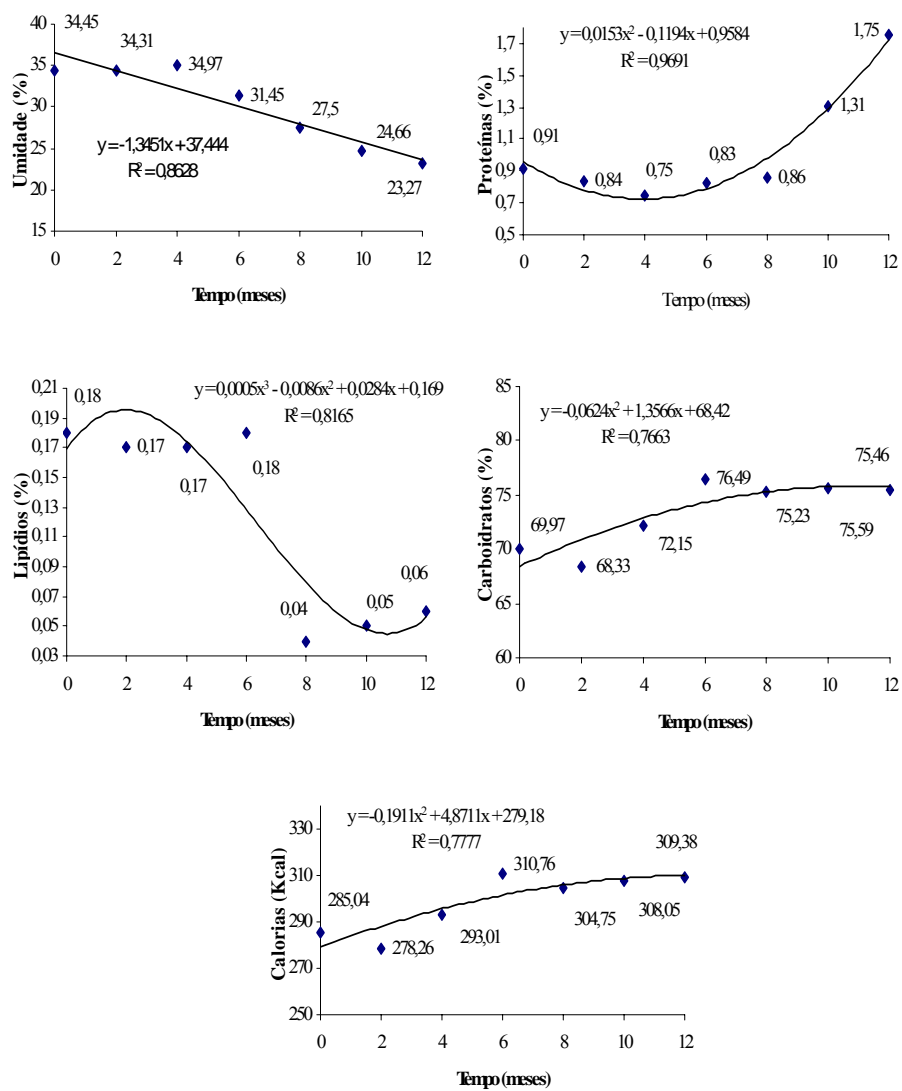 34,45
40
34,31
34,97
35
31,45
27,5
30
24,66
y=-1,3451x + 37,444
R²=0,8628
25
23,27
20
15
0 2 4 6 8 10 12
Umidade (%)
Tempo (meses)
y=0,0153x² - 0,1194x + 0,9584
R²=0,9691
1,75
1,7
1,5
1,3
1,31
1,1
0,91
0,83
0,9
0,84
0,75
0,86
0,7
0,5
0 2 4 6 8 10 12
Proteínas (%)
Tempo (meses)
y=0,0005x³ - 0,0086x² + 0,0284x + 0,169
R²=0,8165
0,21
0,18
0,19
0,17
0,17
0,18
0,15
0,17
0,13
0,11
0,09
0,07
0,04
0,05
0,06
0,05
0,03
0 2 4 6 8 10 12
Lipídios (%)
Tempo (meses)
85
y=-0,0624x² + 1,3566x + 68,42
R²=0,7663
80
75,46
76,49
75
69,97
75,23
75,59
72,15
70
68,33
65
60
0 2 4 6 8 10 12
Carboidratos (%)
Tempo (meses)
y=-0,1911x² + 4,8711x + 279,18
R²=0,7777
330
309,38
310,76
310
285,04
304,75
308,05
293,01
290
278,26
270
250
0 2 4 6 8 10 12
Calorias (Kcal)
Tempo (meses)